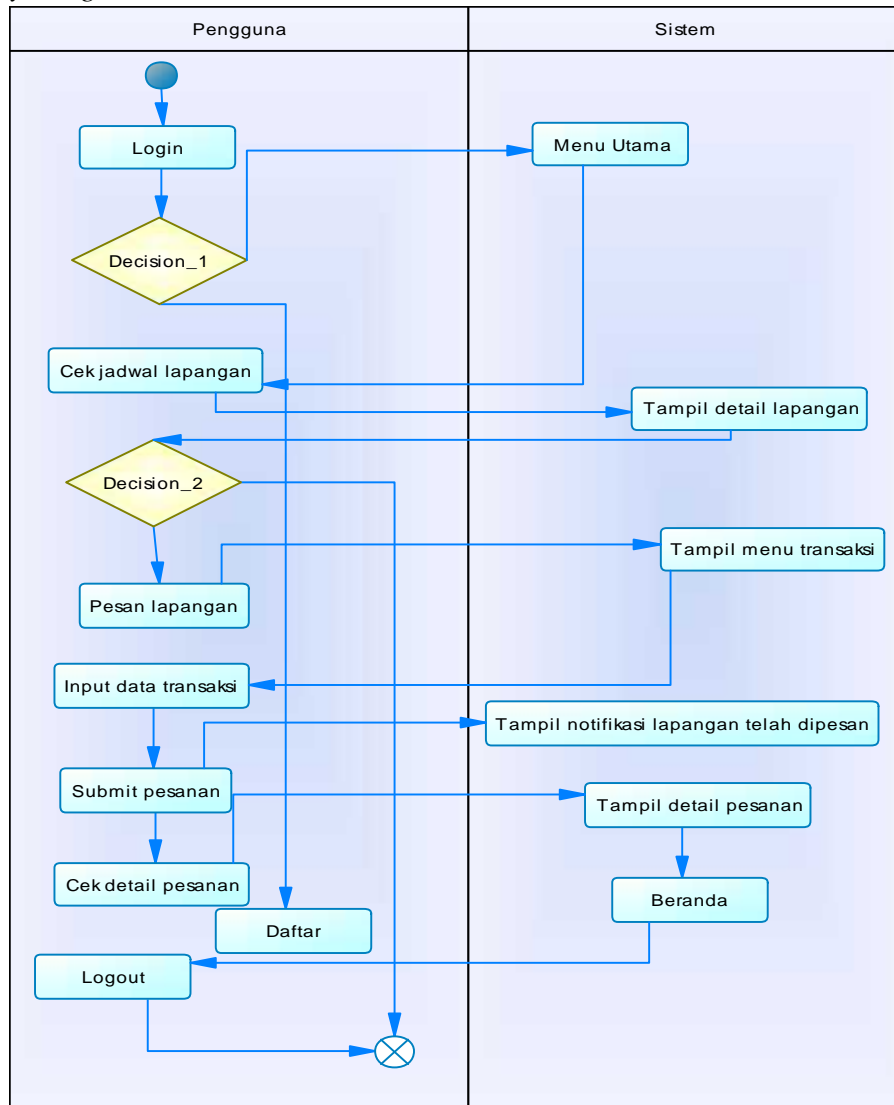 Pengguna
Sistem
Login
Menu Utama
Decision_1
Cek jadwal lapangan
Tampil detail lapangan
Decision_2
Tampil menu transaksi
Pesan lapangan
Input data transaksi
Tampil notifikasi lapangan telah dipesan
Submit pesanan
Tampil detail pesanan
Cek detail pesanan
Beranda
Daftar
Logout